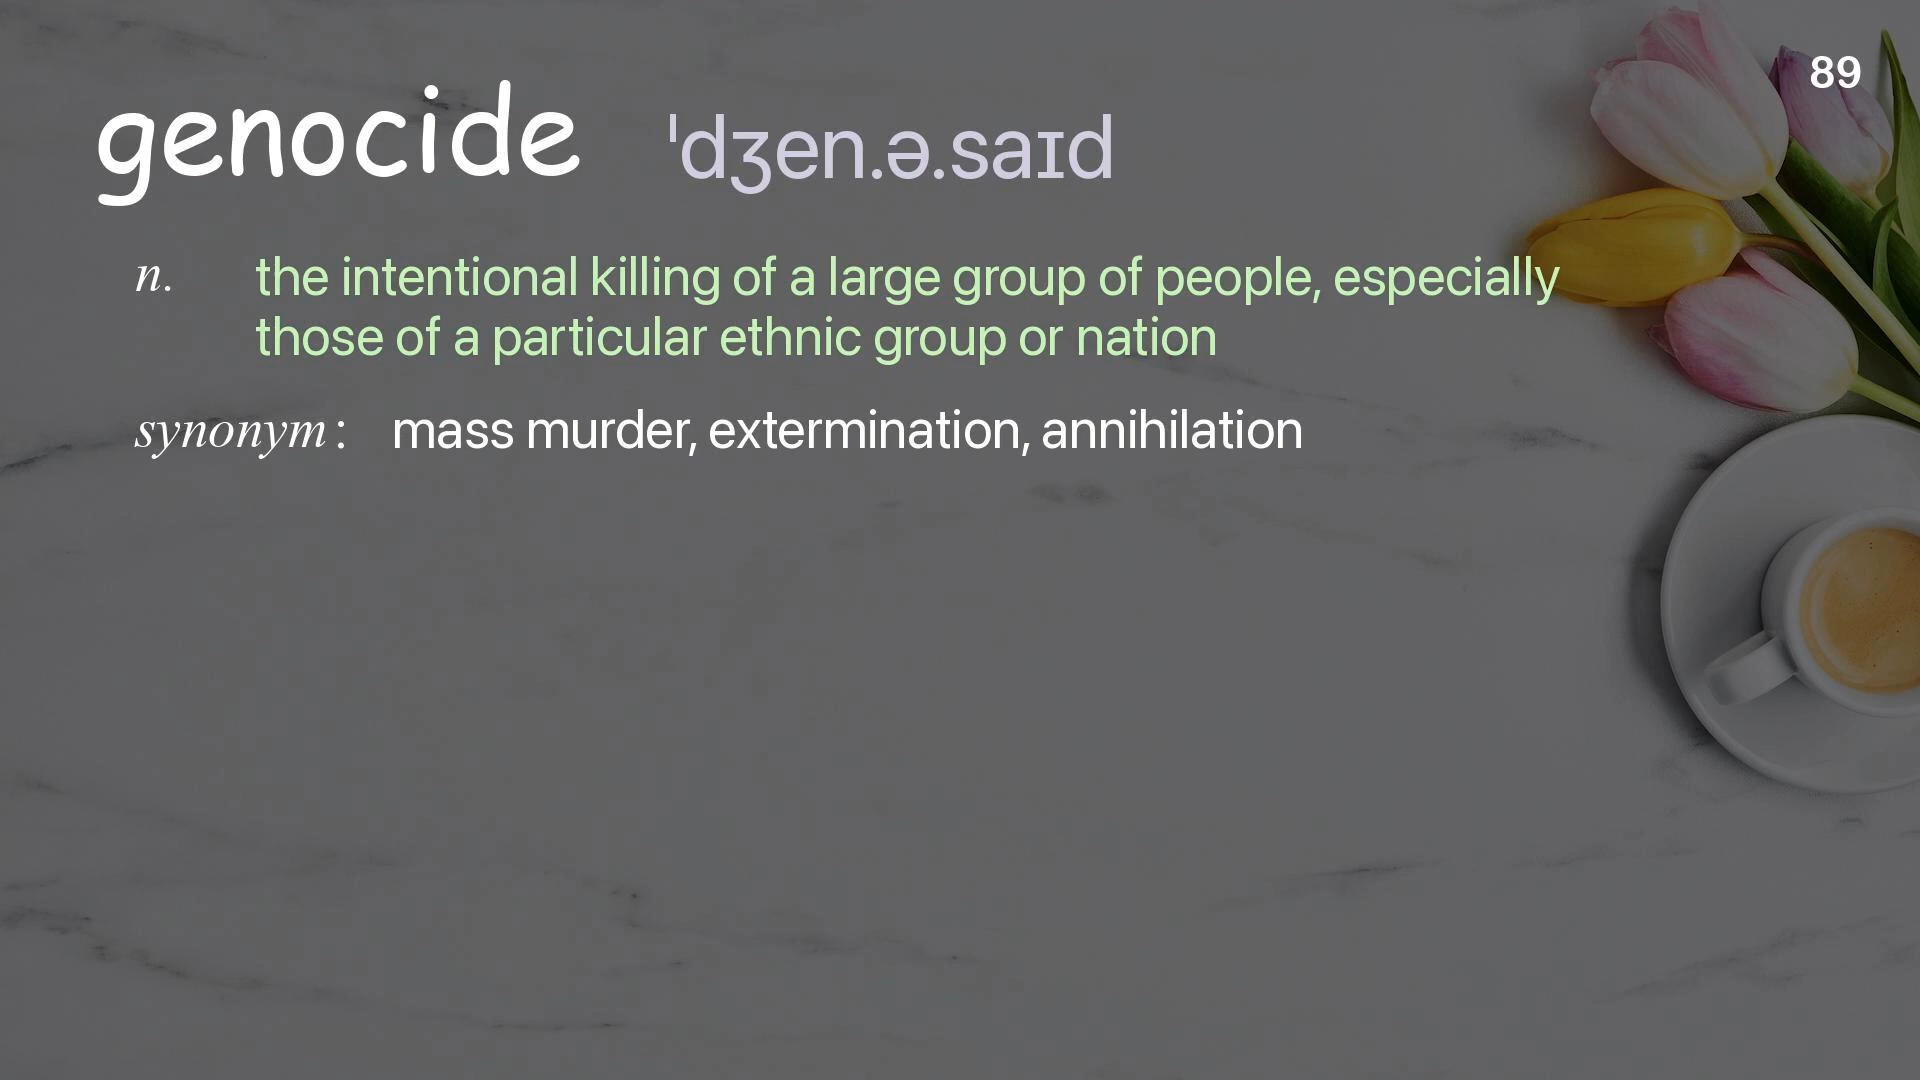 89
genocide ˈdʒen.ə.saɪd
n. the intentional killing of a large group of people, especially
those of a particular ethnic group or nation
synonym : mass murder, extermination, annihilation